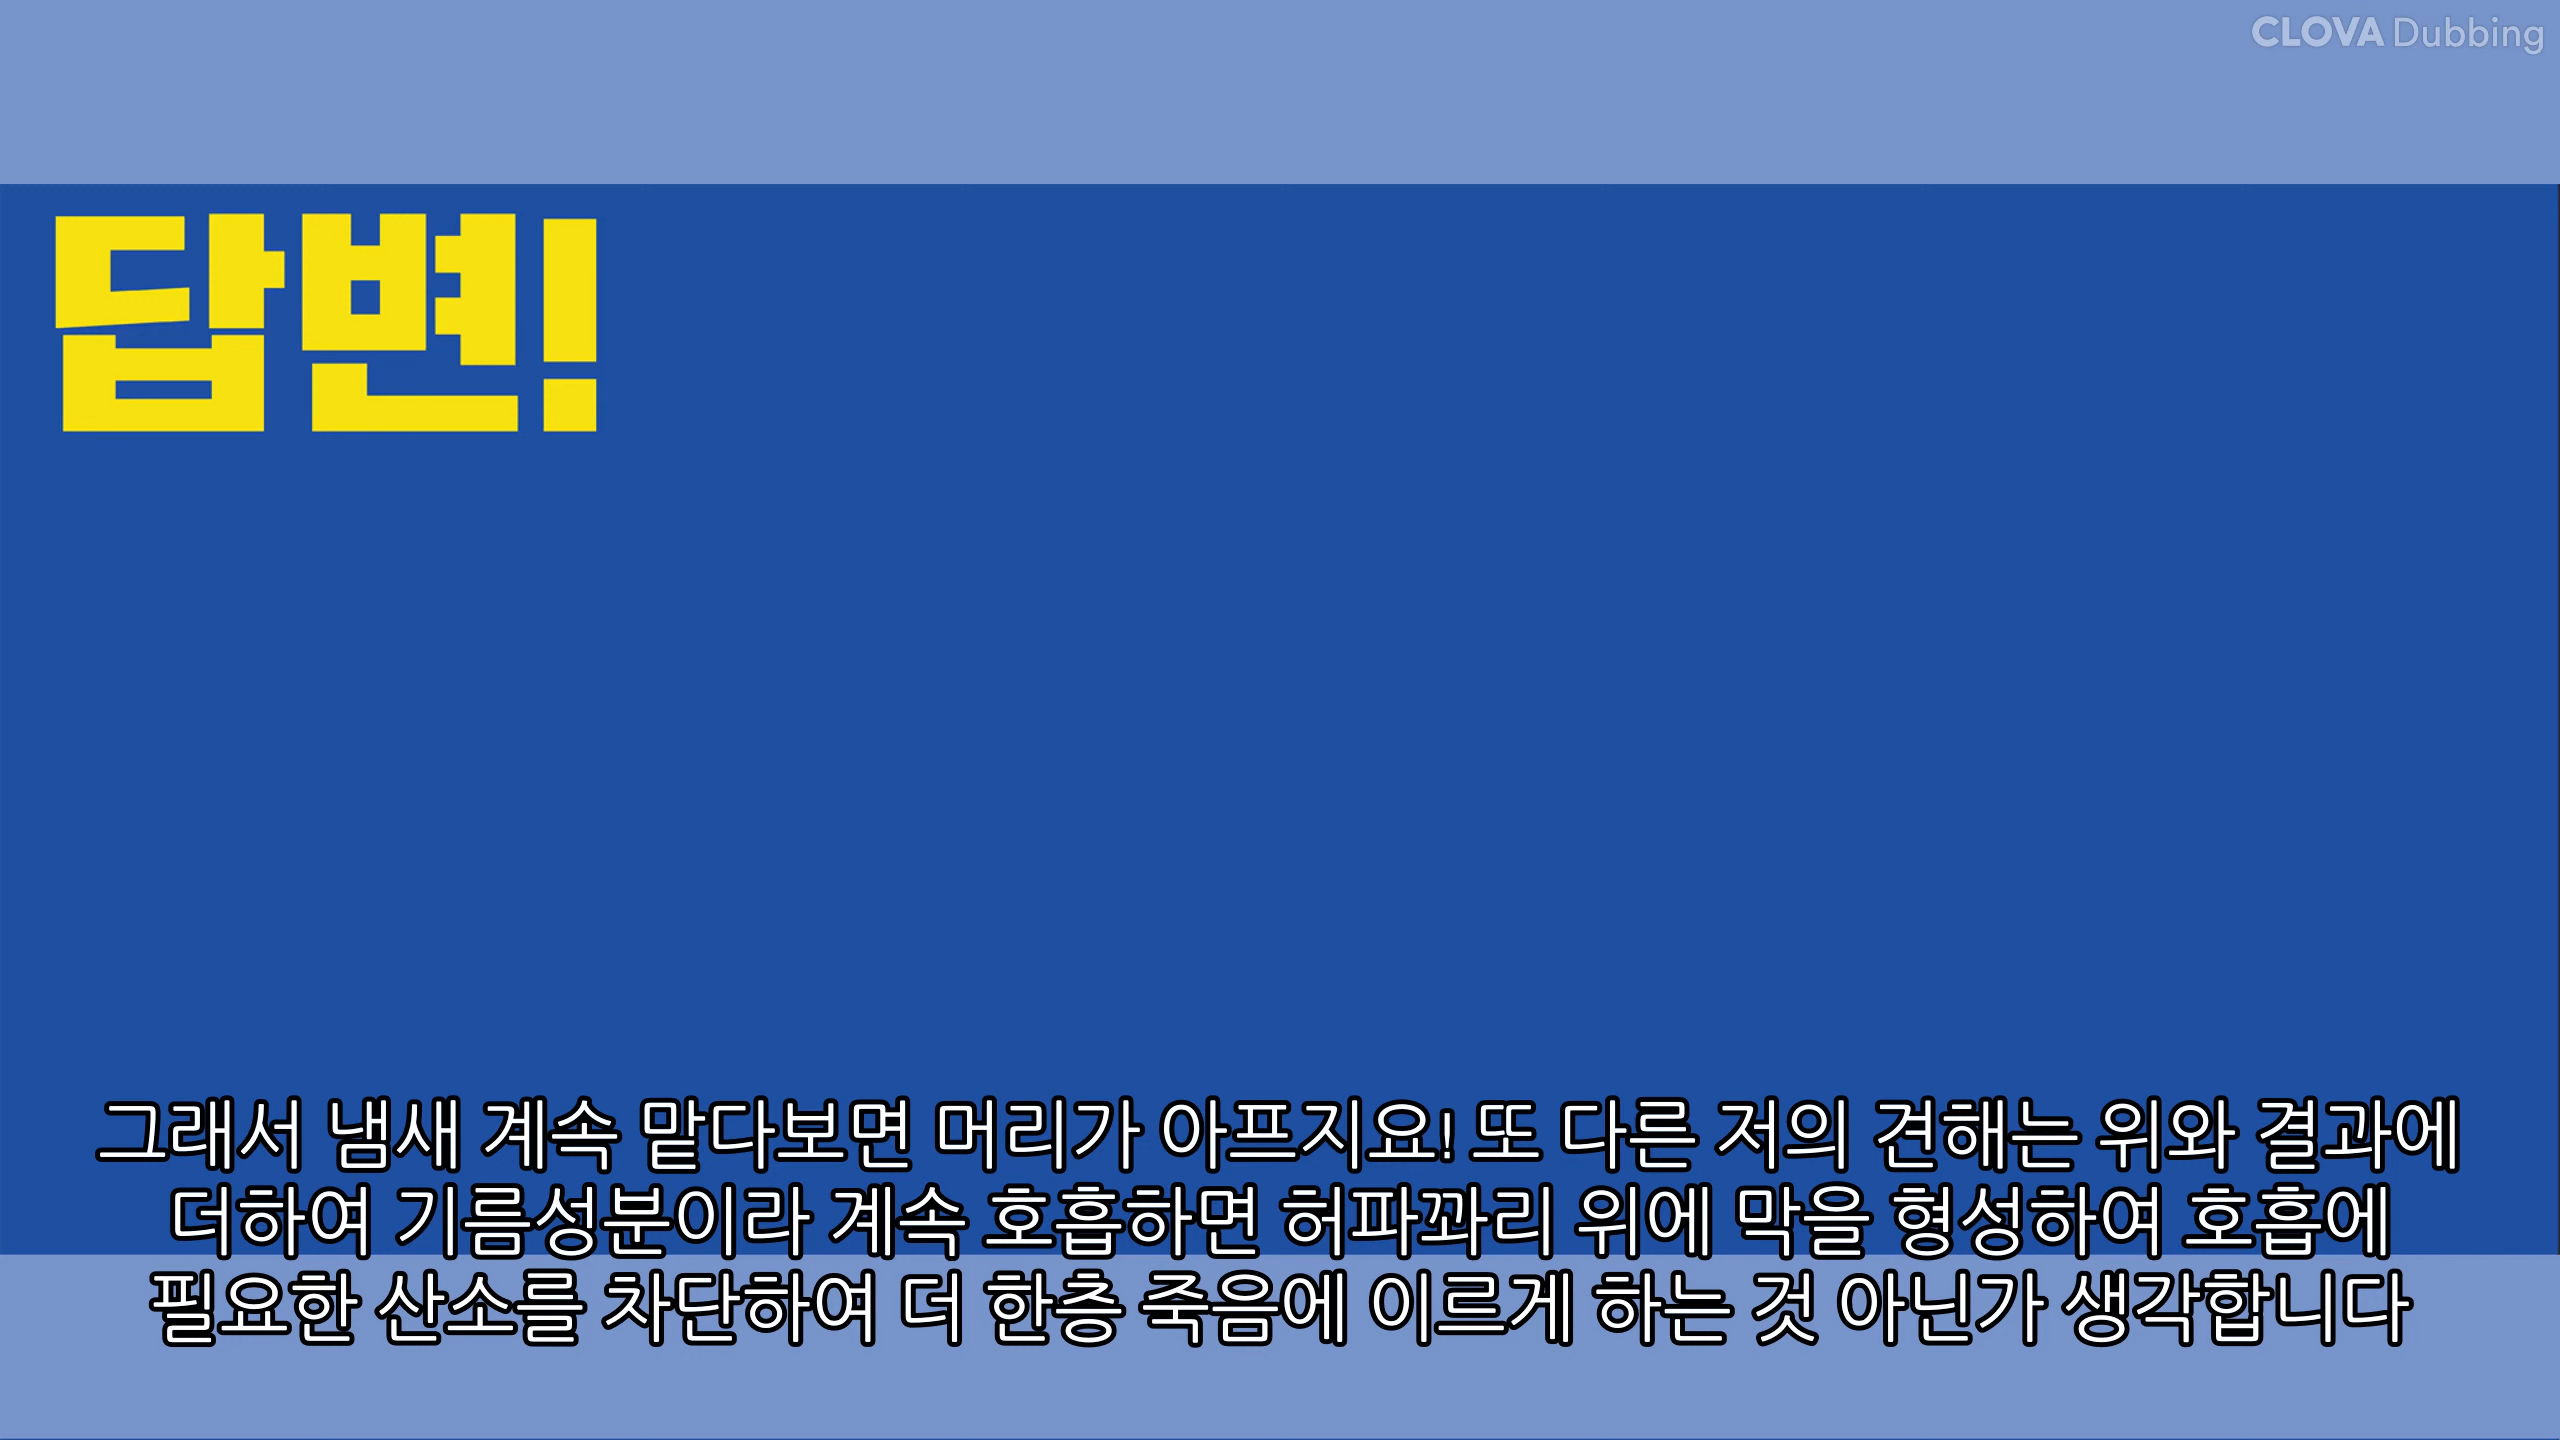 CLOVA Dubbing
답변!
그래서 냄새 계속 맡다보면 머리가 아프지요! 또 다른 저의 견해는 위와 결과에
더하여 기름성분이라 계속 호흡하면 허파꽈리 위에 막을 형성하여 호흡에
필요한 산소를 차단하여 더 한층 죽음에 이르게 하는 것 아닌가 생각합니다